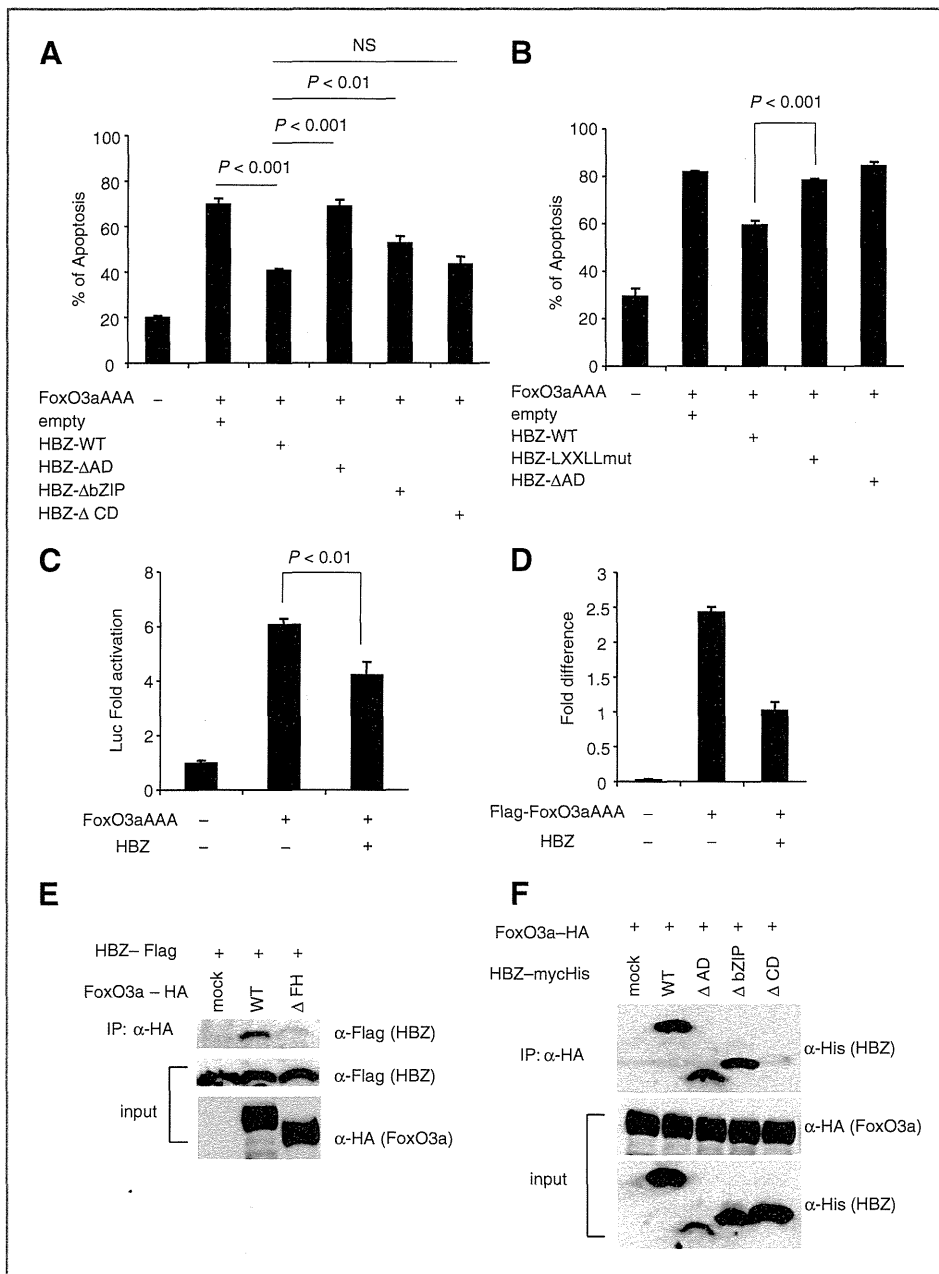 A
NS
P < 0.01
P < 0.001
P < 0.001
100
80
60
40
20
0
% of Apoptosis
FoxO3aAAA – + + + + +
empty +
HBZ-WT +
HBZ-ΔAD +
HBZ-ΔbZIP +
HBZ-Δ CD +
B
P < 0.001
100
80
60
40
20
0
% of Apoptosis
FoxO3aAAA – + + + +
empty +
HBZ-WT +
HBZ-LXXLLmut +
HBZ-ΔAD +
C
P < 0.01
8
6
4
2
0
Luc Fold activation
FoxO3aAAA – + +
HBZ – – +
D
3
2.5
2
1.5
1
0.5
0
Fold difference
Flag-FoxO3aAAA – + +
HBZ – – +
E
HBZ– Flag + + +
FoxO3a – HA mock WT Δ FH
IP: α-HA α-Flag (HBZ)
α-Flag (HBZ)
input
α-HA (FoxO3a)
F
FoxO3a–HA + + + + +
HBZ–mycHis mock WT Δ AD Δ bZIP Δ CD
IP: α-HA α-His (HBZ)
α-HA (FoxO3a)
input
α-His (HBZ)